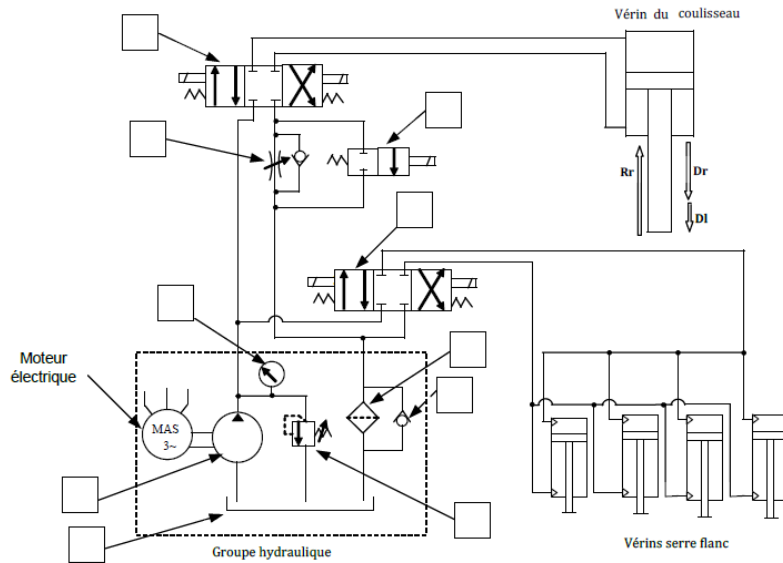 Vérin du coulisseau
Rr
Dr
Dl
Moteur
électrique
MAS
3~
Groupe hydraulique
Vérins serre flanc